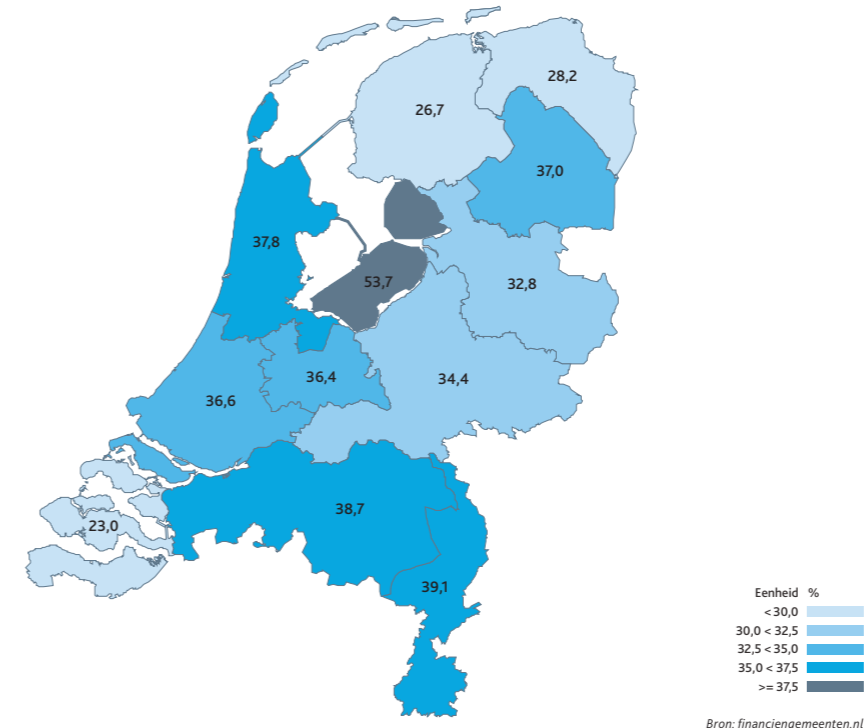 28,2
26,7
37,0
37,8
53,7
32,8
36,4
34,4
36,6
38,7
23,0
39,1
Eenheid %
< 30,0
30,0 < 32,5
32,5 < 35,0
35,0 < 37,5
>= 37,5
Bron: financiengemeenten.nl